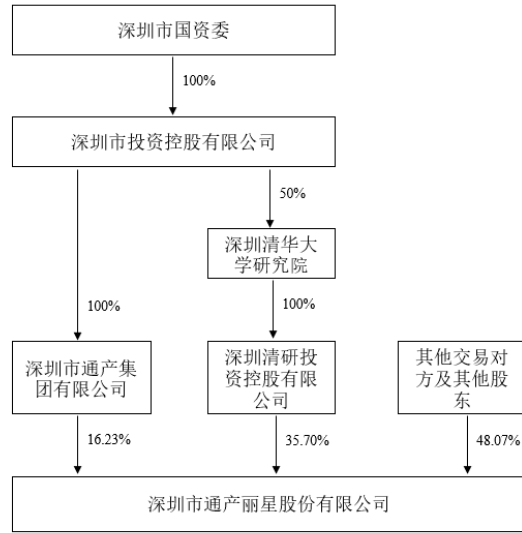 深圳市国资委
100%
深圳市投资控股有限公司
50%
深圳清华大
学研究院
100%
100%
深圳市通产集
团有限公司
深圳清研投
资控股有限
公司
其他交易对
方及其他股
东
16.23%
35.70%
48.07%
深圳市通产丽星股份有限公司